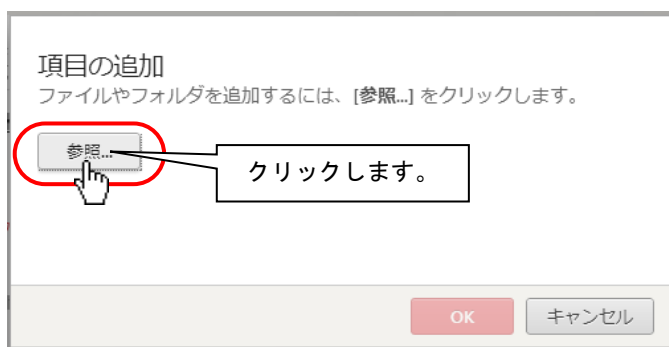 項目の追加
ファイルやフォルダを追加するには、[参照...] をクリックします。
参照...
クリックします。
OK
キャンセル